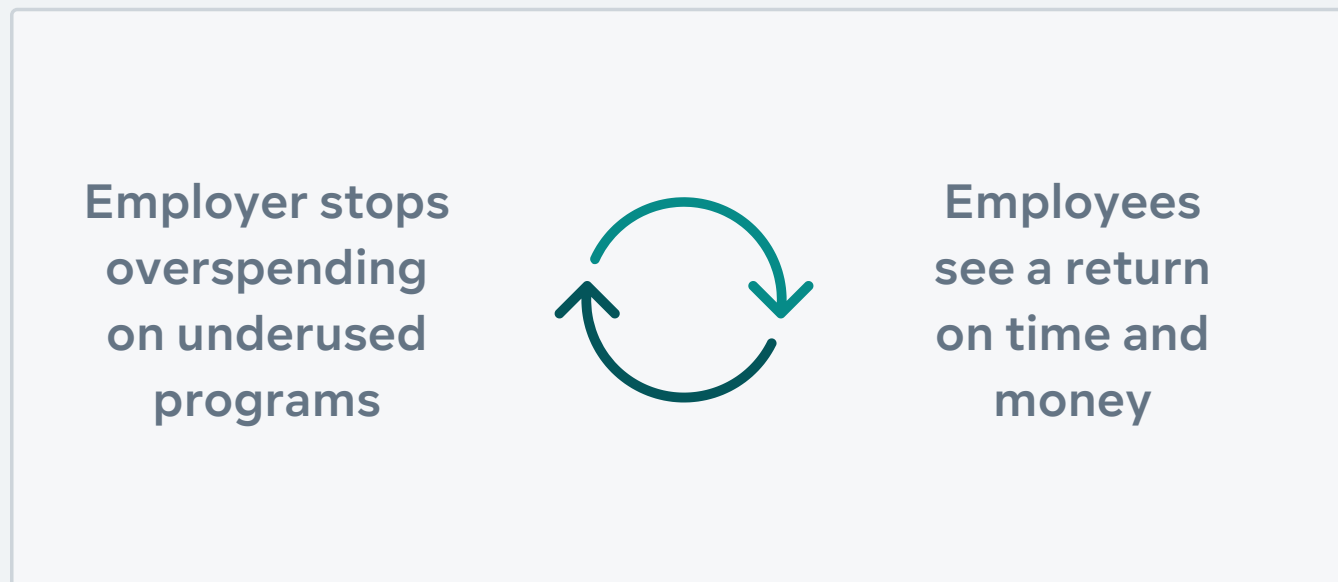 Employer stops
overspending
on underused
programs
Employees
see a return
on time and
money